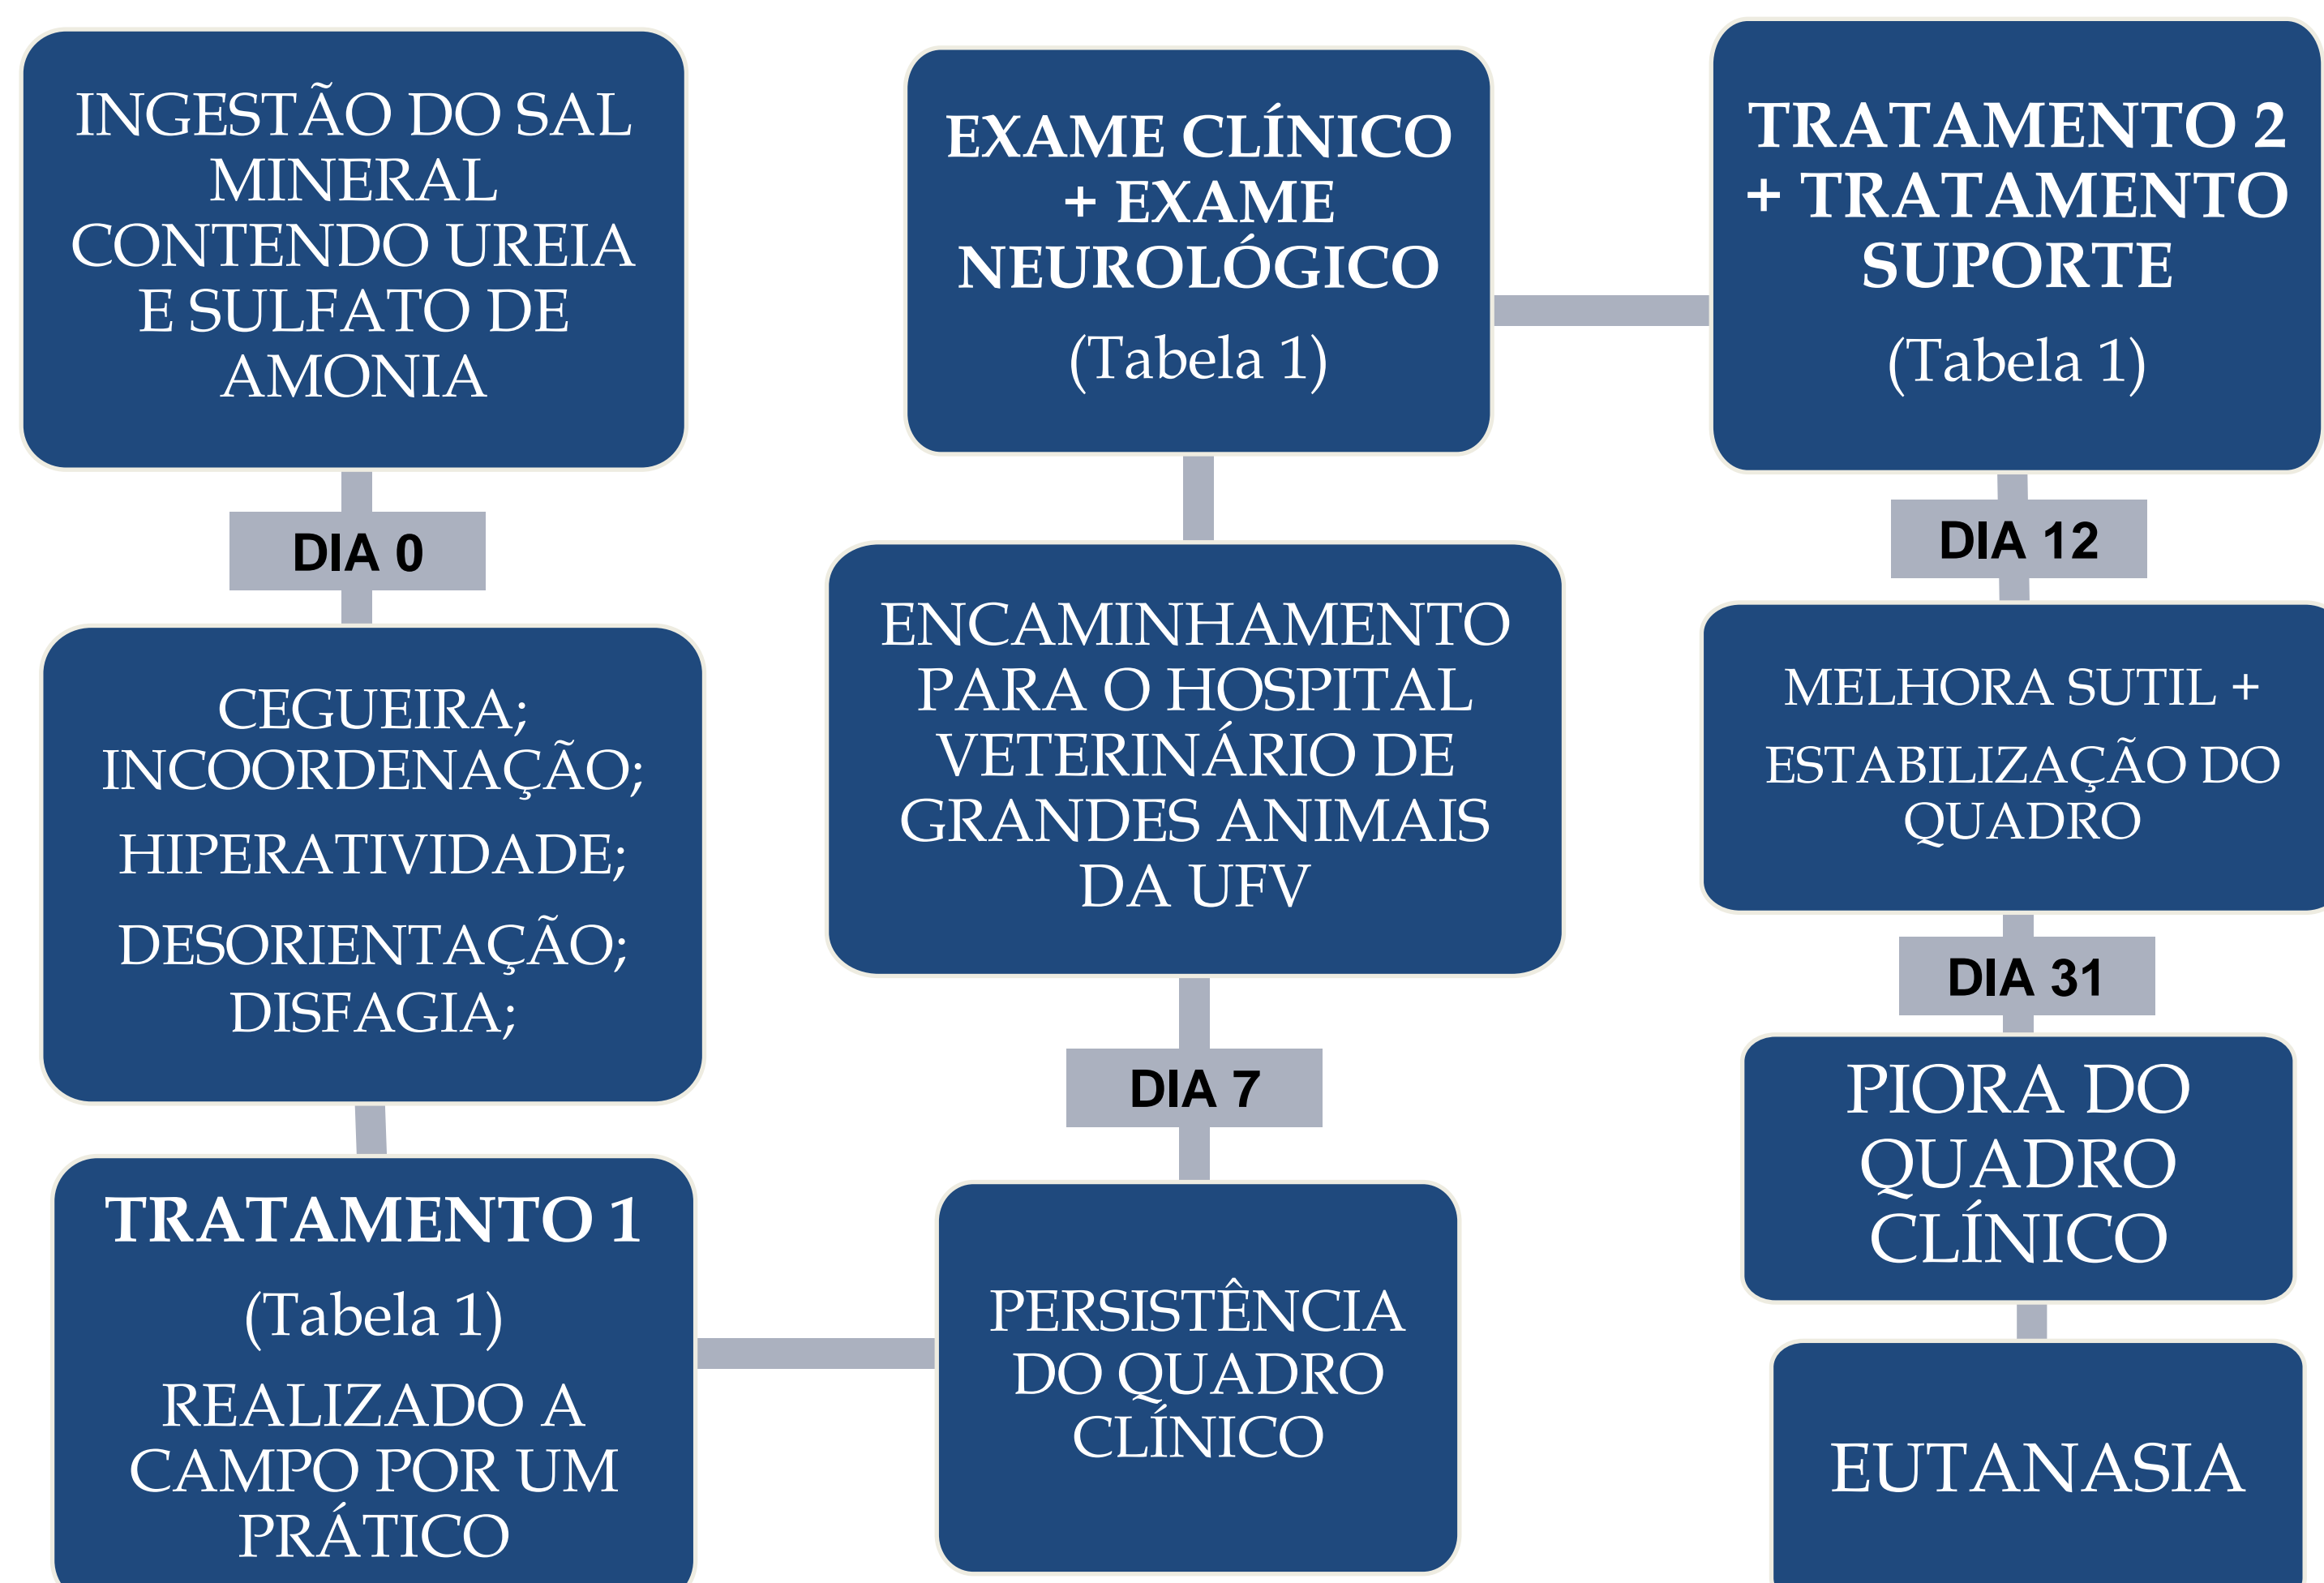 INGESTÃO DO SAL
MINERAL
CONTENDO UREIA
E SULFATO DE
AMONIA
DIA 0
CEGUEIRA;
INCOORDENAÇÃO;
HIPERATIVIDADE;
DESORIENTAÇÃO;
DISFAGIA;
TRATAMENTO 1
(Tabela 1)
REALIZADO A
CAMPO POR UM
PRÁTICO
PERSISTÊNCIA
DO QUADRO
CLÍNICO
DIA 7
ENCAMINHAMENTO
PARA O HOSPITAL
VETERINÁRIO DE
GRANDES ANIMAIS
DA UFV
EXAME CLÍNICO
+ EXAME
NEUROLÓGICO
(Tabela 1)
TRATAMENTO 2
+ TRATAMENTO
SUPORTE
(Tabela 1)
DIA 12
MELHORA SUTIL +
ESTABILIZAÇÃO DO
QUADRO
DIA 31
PIORA DO
QUADRO
CLÍNICO
EUTANASIA